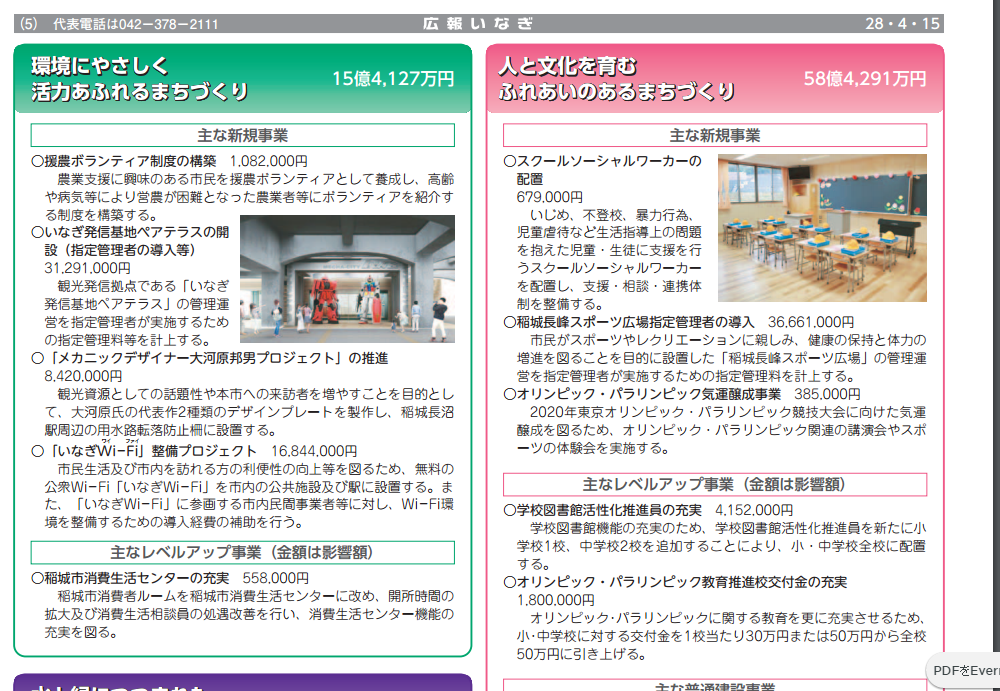 (5) 代表電話は042－378－2111
広報いなぎ
28・4・15
環境にやさしく
活力あふれるまちづくり
15億4,127万円
主な新規事業
〇援農ボランティア制度の構築　1,082,000円
農業支援に興味のある市民を援農ボランティアとして養成し、高齢
や病気等により営農が困難となった農業者等にボランティアを紹介す
る制度を構築する。
〇いなぎ発信基地ペアテラスの開
設（指定管理者の導入等）
31,291,000円
観光発信拠点である「いなぎ
発信基地ペアテラス」の管理運
営を指定管理者が実施するため
の指定管理料等を計上する。
〇「メカニックデザイナー大河原邦男プロジェクト」の推進
8,420,000円
観光資源としての話題性や本市への来訪者を増やすことを目的とし
て、大河原氏の代表作2種類のデザインプレートを製作し、稲城長沼
駅周辺の用水路転落防止柵に設置する。
ワイ　ファイ
〇「いなぎWi－Fi」整備プロジェクト　16,844,000円
市民生活及び市内を訪れる方の利便性の向上等を図るため、無料の
公衆Wi－Fi「いなぎWi－Fi」を市内の公共施設及び駅に設置する。ま
た、「いなぎWi－Fi」に参画する市内民間事業者等に対し、Wi－Fi環
境を整備するための導入経費の補助を行う。
主なレベルアップ事業（金額は影響額）
〇稲城市消費生活センターの充実　558,000円
稲城市消費者ルームを稲城市消費生活センターに改め、開所時間の
拡大及び消費生活相談員の処遇改善を行い、消費生活センター機能の
充実を図る。
人と文化を育む
ふれあいのあるまちづくり
58億4,291万円
主な新規事業
〇スクールソーシャルワーカーの
配置
679,000円
いじめ、不登校、暴力行為、
児童虐待など生活指導上の問題
を抱えた児童・生徒に支援を行
うスクールソーシャルワーカー
を配置し、支援・相談・連携体
制を整備する。
〇稲城長峰スポーツ広場指定管理者の導入　36,661,000円
市民がスポーツやレクリエーションに親しみ、健康の保持と体力の
増進を図ることを目的に設置した「稲城長峰スポーツ広場」の管理運
営を指定管理者が実施するための指定管理料を計上する。
〇オリンピック・パラリンピック気運醸成事業　385,000円
2020年東京オリンピック・パラリンピック競技大会に向けた気運
醸成を図るため、オリンピック・パラリンピック関連の講演会やスポ
ーツの体験会を実施する。
主なレベルアップ事業（金額は影響額）
〇学校図書館活性化推進員の充実　4,152,000円
学校図書館機能の充実のため、学校図書館活性化推進員を新たに小
学校1校、中学校2校を追加することにより、小・中学校全校に配置
する。
〇オリンピック・パラリンピック教育推進校交付金の充実
1,800,000円
オリンピック・パラリンピックに関する教育を更に充実させるため、
小・中学校に対する交付金を1校当たり30万円または50万円から全校
50万円に引き上げる。
主な普通建設事業
PDFをEver